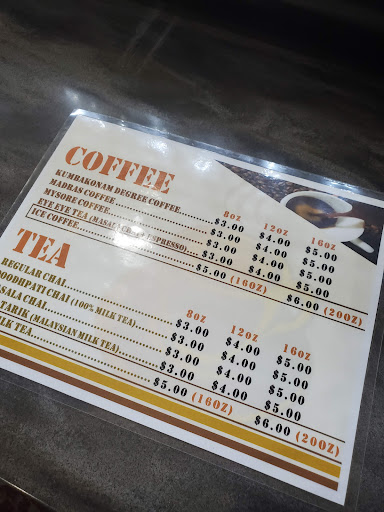 COFFEE
8OZ 12OZ 16OZ
KUMBAKONAM DEGREE COFFEE $3.00 $4.00 $5.00
MADRAS COFFEE $3.00 $4.00 $5.00
MYSORE COFFEE $3.00 $4.00 $5.00
EYE EYE TEA (MASALA ESPRESSO) $3.00 $4.00 $5.00
ICE COFFEE $5.00 (16OZ) $6.00 (20OZ)
TEA
8OZ 12OZ 16OZ
REGULAR CHAI $3.00 $4.00 $5.00
CHAI (100% MILK TEA) $3.00 $4.00 $5.00
CHAI $3.00 $4.00 $5.00
TARIK (MALAYSIAN MILK TEA) $3.00 $4.00 $5.00
TEA $5.00 (16OZ) $6.00 (20OZ)